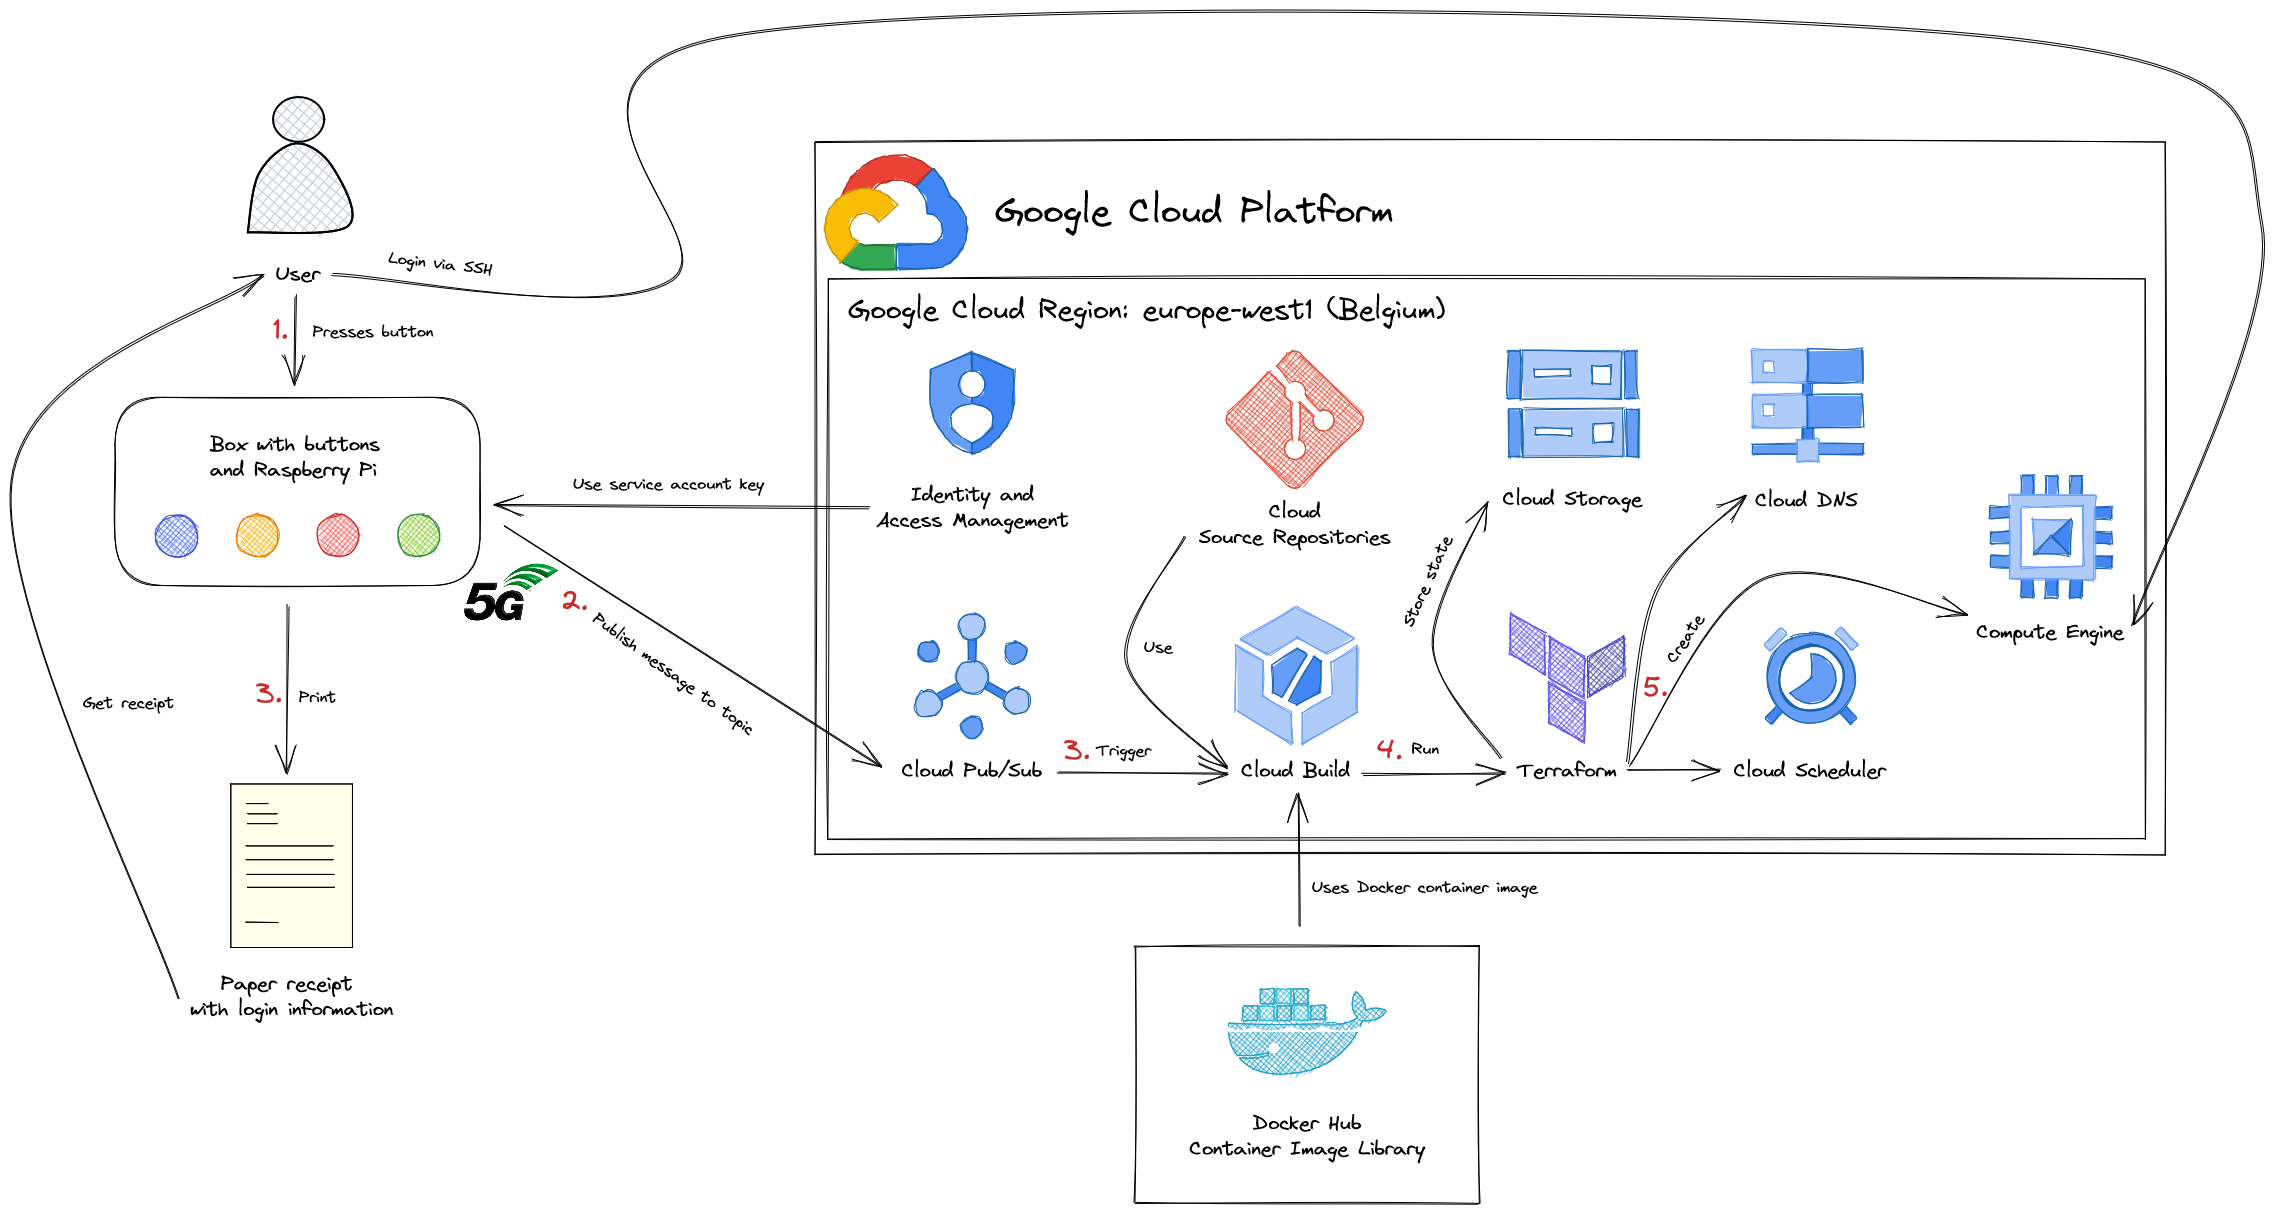 Google Cloud Platform
User
Login via SSH
1.
Presses button
Google Cloud Region: europe-west1 (Belgium)
Box with buttons
and Raspberry Pi
Use service account key
Identity and
Access Management
Cloud
Source Repositories
Cloud Storage
Cloud DNS
Compute Engine
5G
2.
Publish message to topic
Use
Store state
Create
5.
Get receipt
3.
Print
Cloud Pub/Sub
3.
Trigger
Cloud Build
4.
Run
Terraform
Cloud Scheduler
Uses Docker container image
Paper receipt
with login information
Docker Hub
Container Image Library